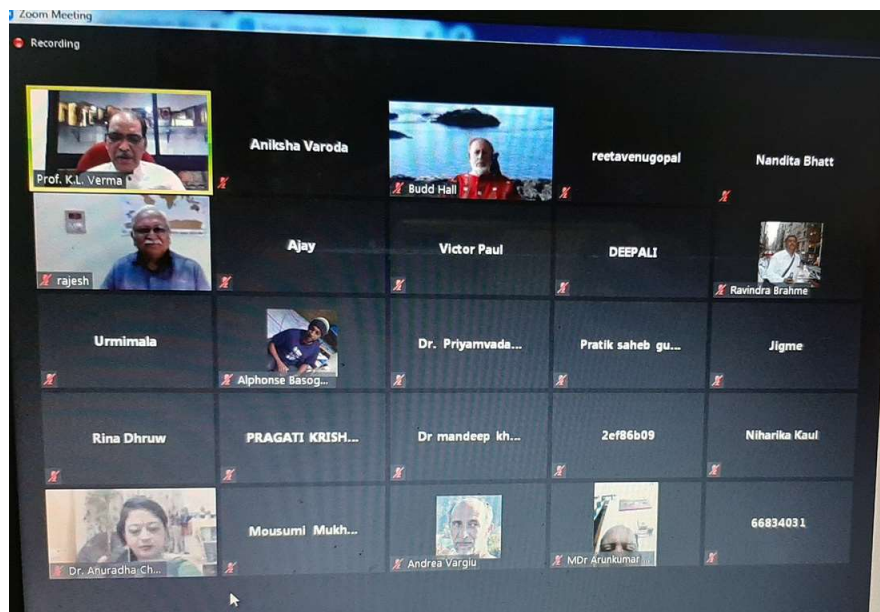 Zoom Meeting
Recording
Prof. K.L. Verma
Aniksha Varoda
Budd Hall
reetavenugopal
Nandita Bhatt
rajesh
Ajay
Victor Paul
DEEPALI
Ravindra Brahme
Urmimala
Alphonse Basog...
Dr. Priyamvada...
Pratik saheb gu...
Jigme
Rina Dhruw
PRAGATI KRISH...
Dr mandeep kh...
2ef86b09
Niharika Kaul
Dr. Anuradha Ch...
Mousumi Mukh...
Andrea Vargiu
MDr Arunkumar ...
66834031